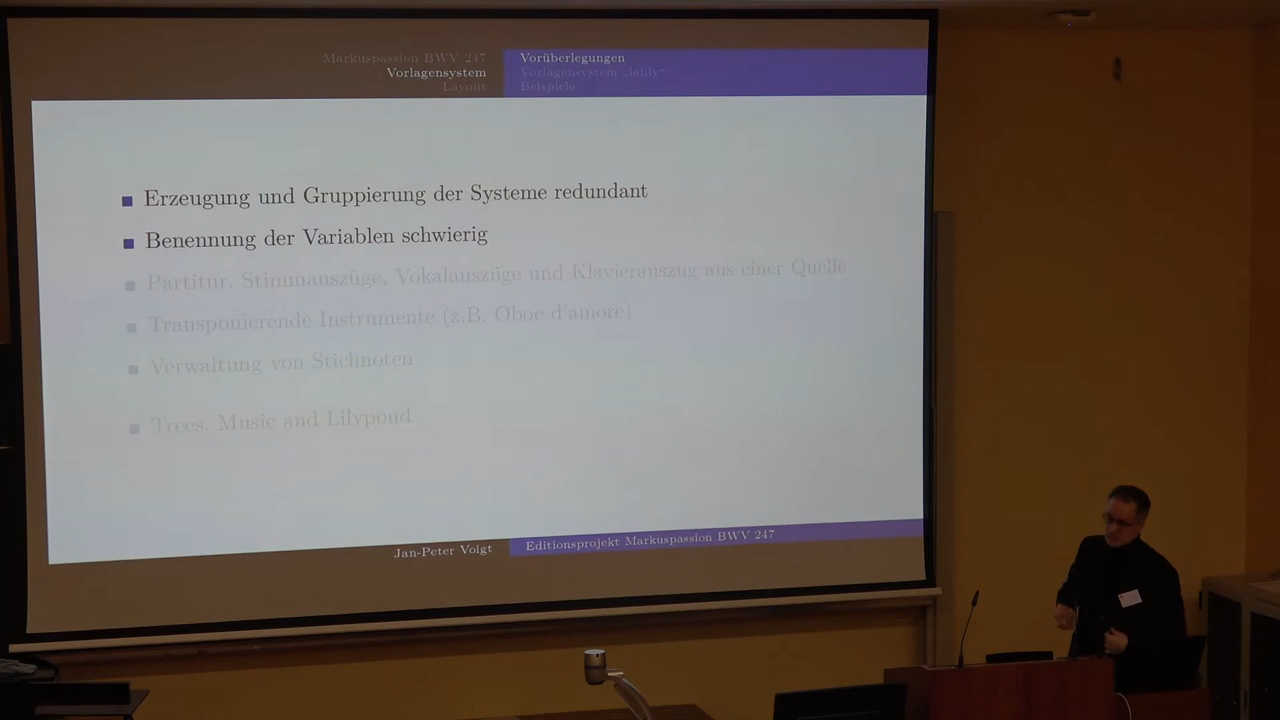 Markuspassion BWV 247
Vorlagensystem
Layout
Vorüberlegungen
Vorlagensystem „lalily“
Beispiele
Erzeugung und Gruppierung der Systeme redundant
Benennung der Variablen schwierig
Partitur, Stimmauszüge, Vokalauszüge und Klavierauszug aus einer Quelle
Transponierende Instrumente (z.B. Oboe d'amore)
Verwaltung von Stichnoten
Trees, Music and Lilypond
Jan-Peter Voigt
Editionsprojekt Markuspassion BWV 247